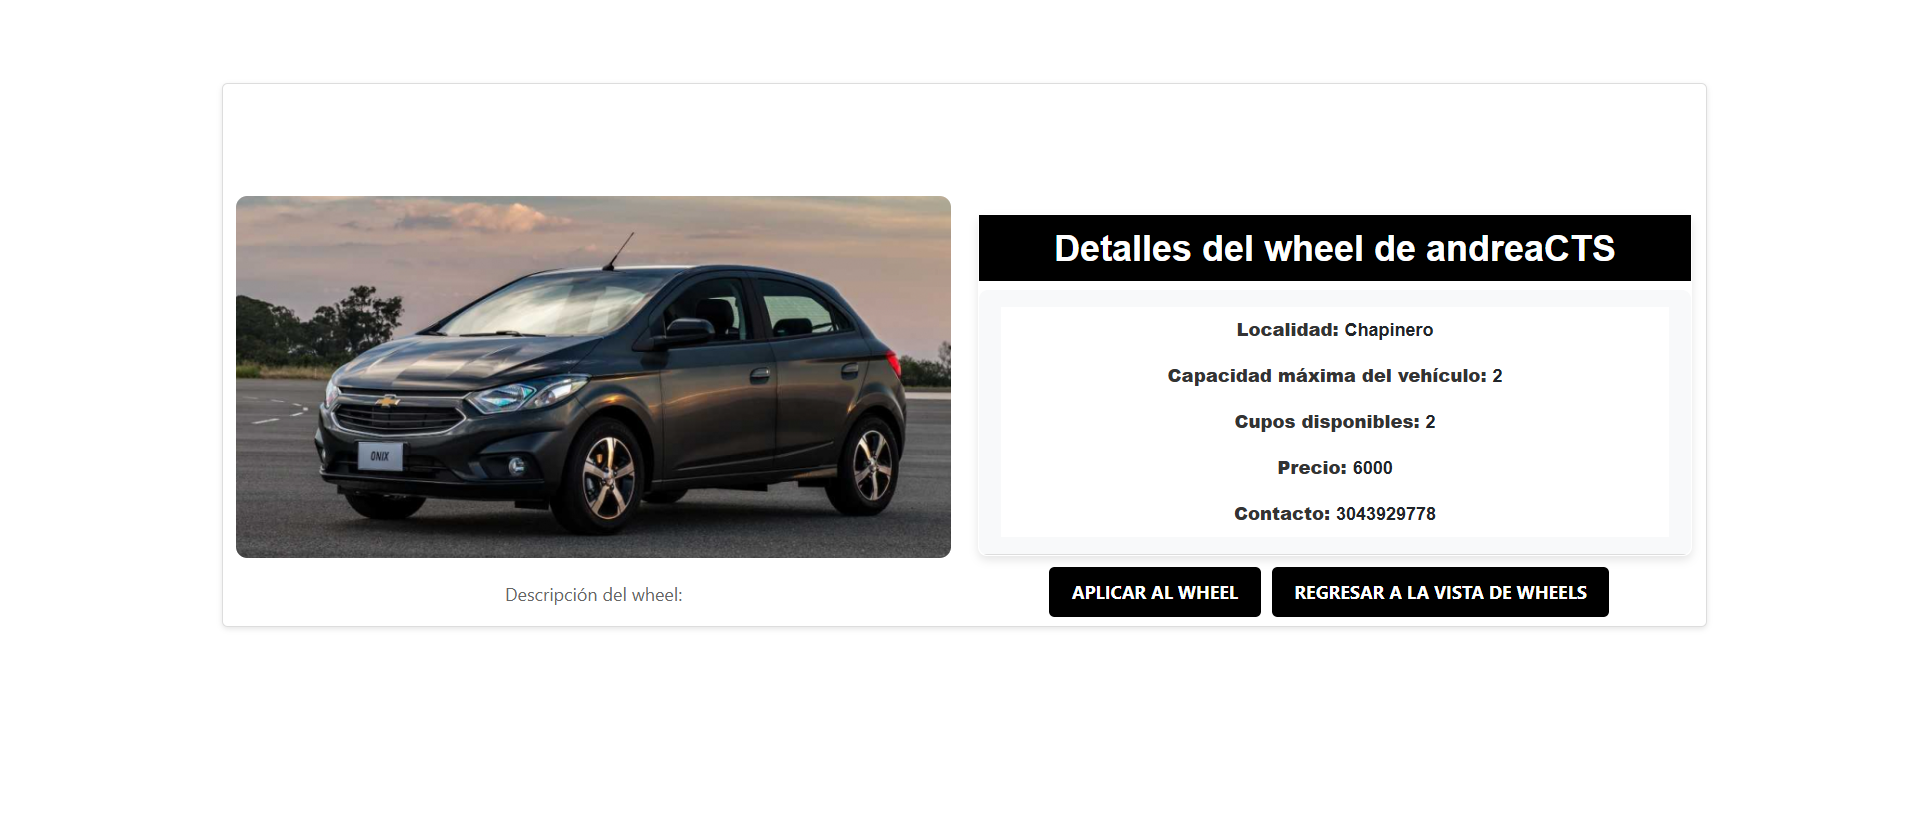 ONIX
Descripción del wheel:
Detalles del wheel de andreaCTS
Localidad: Chapinero
Capacidad máxima del vehículo: 2
Cupos disponibles: 2
Precio: 6000
Contacto: 3043929778
APLICAR AL WHEEL
REGRESAR A LA VISTA DE WHEELS